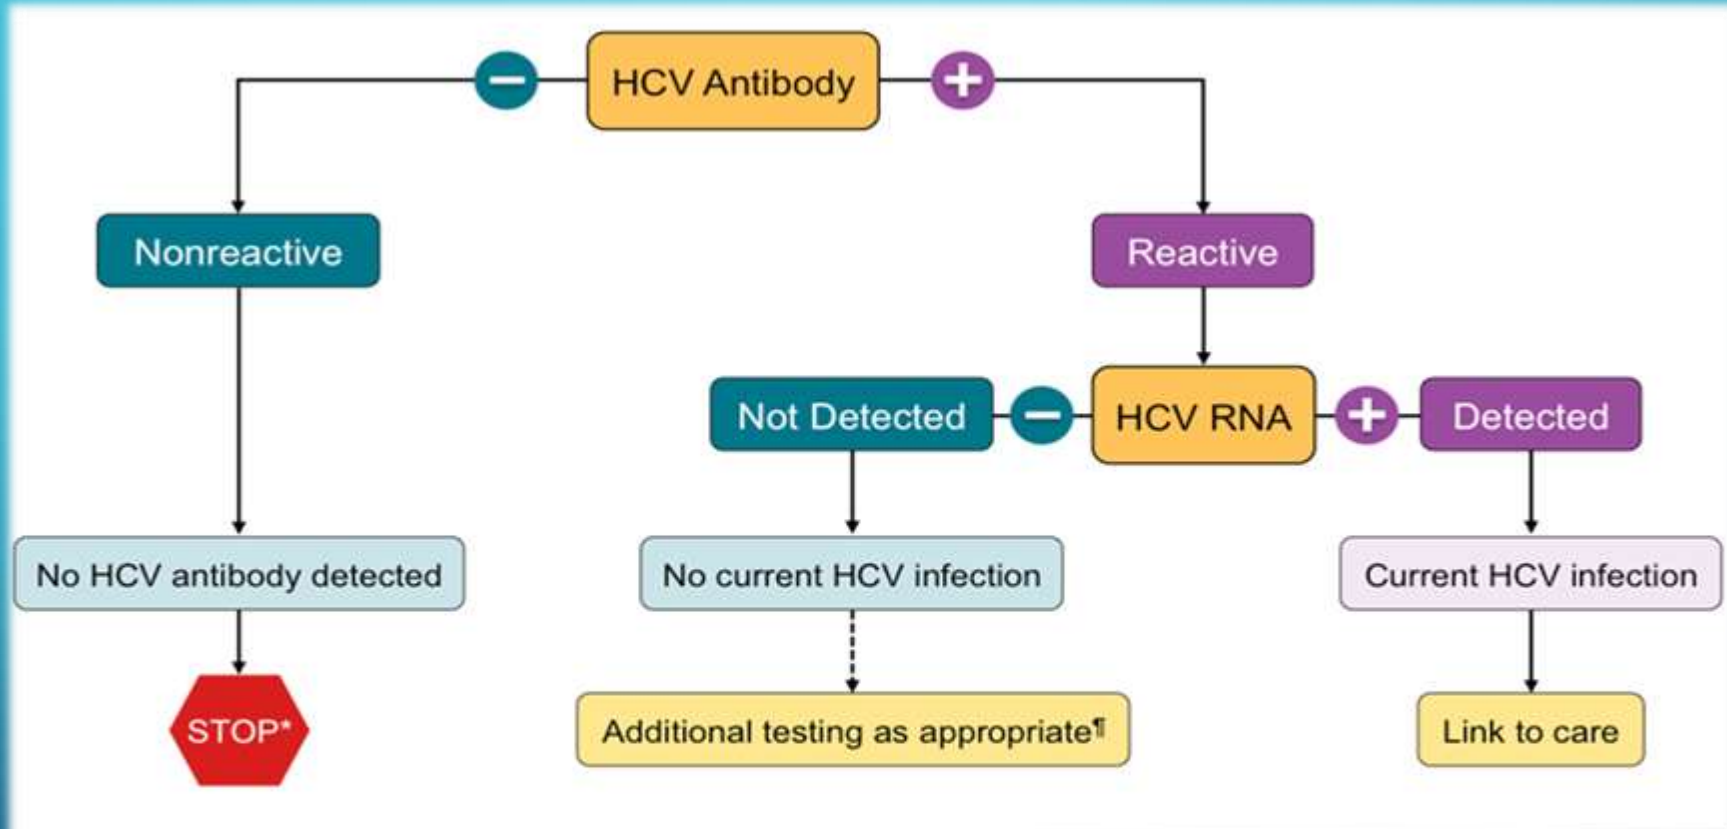 HCV Antibody
Nonreactive
Reactive
Not Detected
HCV RNA
Detected
No HCV antibody detected
No current HCV infection
Current HCV infection
STOP*
Additional testing as appropriate¶
Link to care